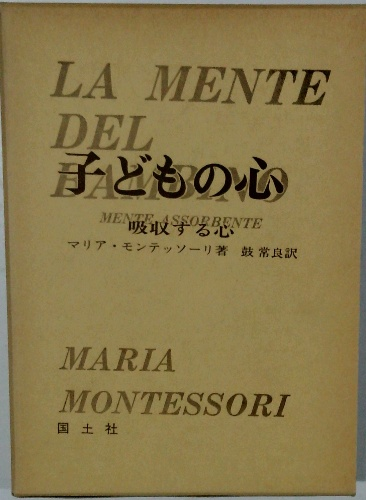 LA MENTE
DEL
BAMBINO
子どもの心
MENTE ASSORBENTE
吸収する心
マリア・モンテッソーリ著 鼓常良訳
MARIA
MONTESSORI
国土社